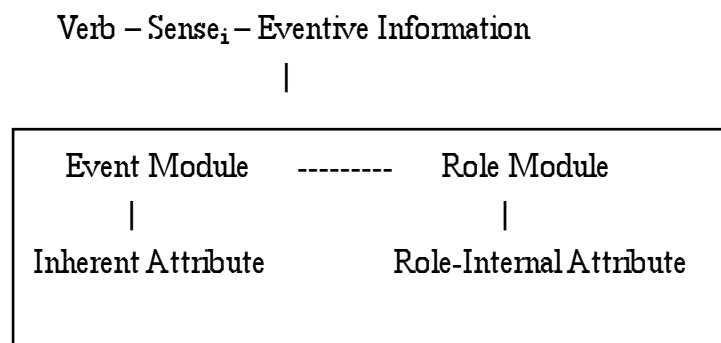 Verb – Senseᵢ – Eventive Information
|
Event Module --------- Role Module
| |
Inherent Attribute Role-Internal Attribute